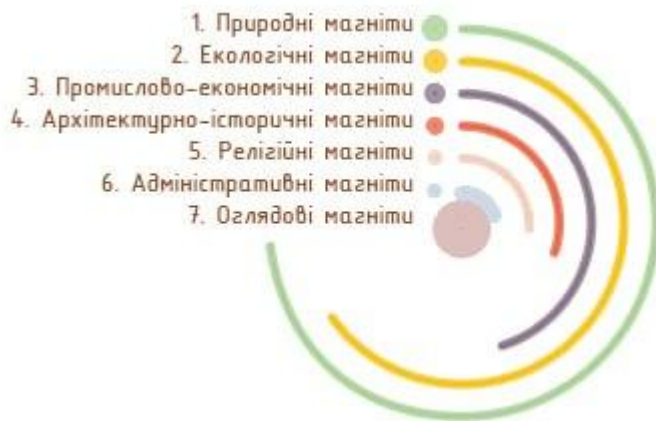 1. Природні магніти
2. Екологічні магніти
3. Промислово-економічні магніти
4. Архітектурно-історичні магніти
5. Релігійні магніти
6. Адміністративні магніти
7. Оглядові магніти